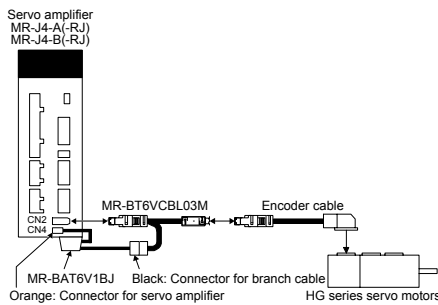 Servo amplifier
MR-J4-A(-RJ)
MR-J4-B(-RJ)
MR-BT6VCBL03M
Encoder cable
CN2
CN4
MR-BAT6V1BJ
Black: Connector for branch cable
Orange: Connector for servo amplifier
HG series servo motors